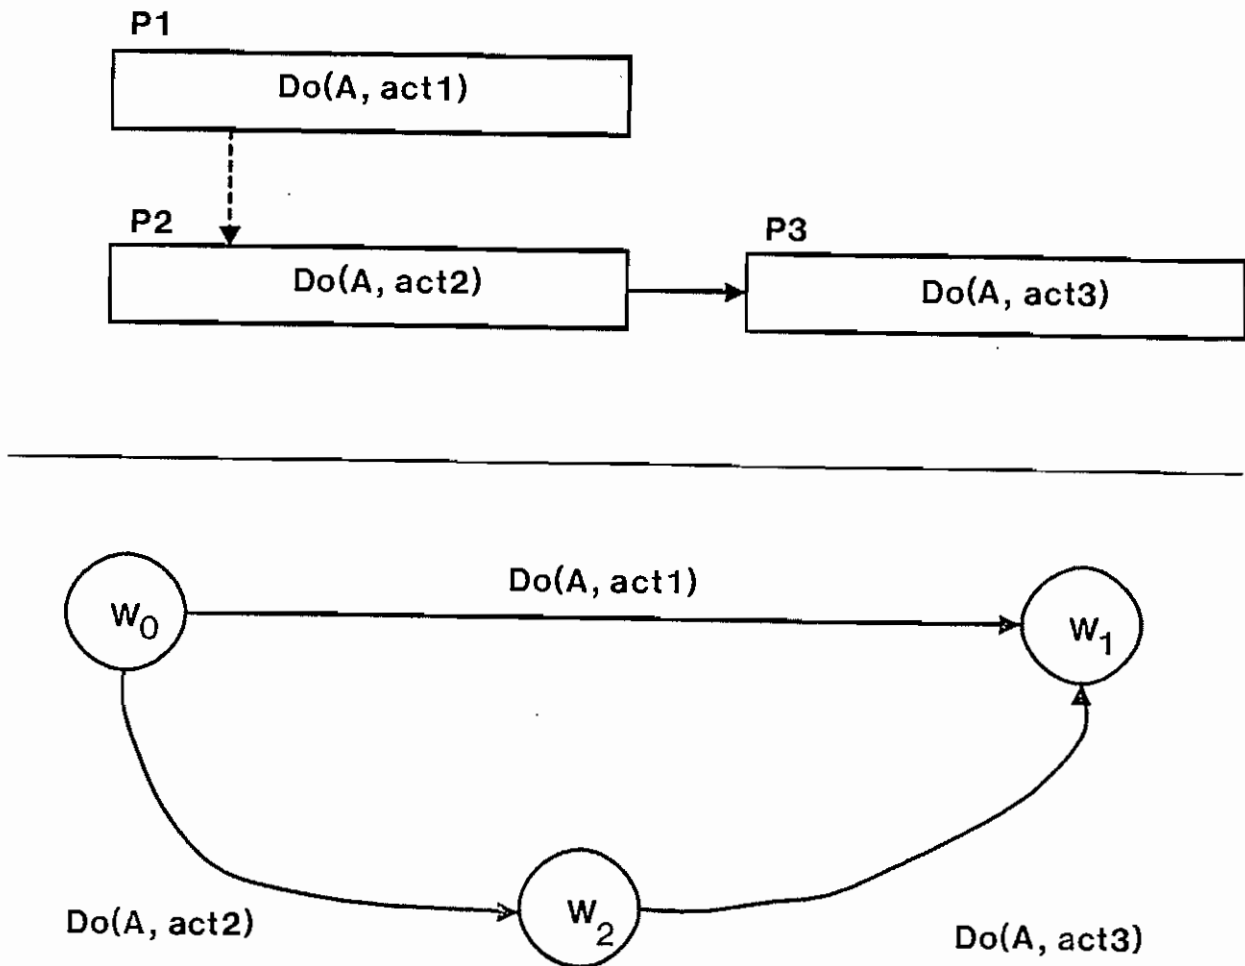 P1
Do(A, act1)
P2
Do(A, act2)
P3
Do(A, act3)
Do(A, act1)
W0
W1
Do(A, act2)
W2
Do(A, act3)